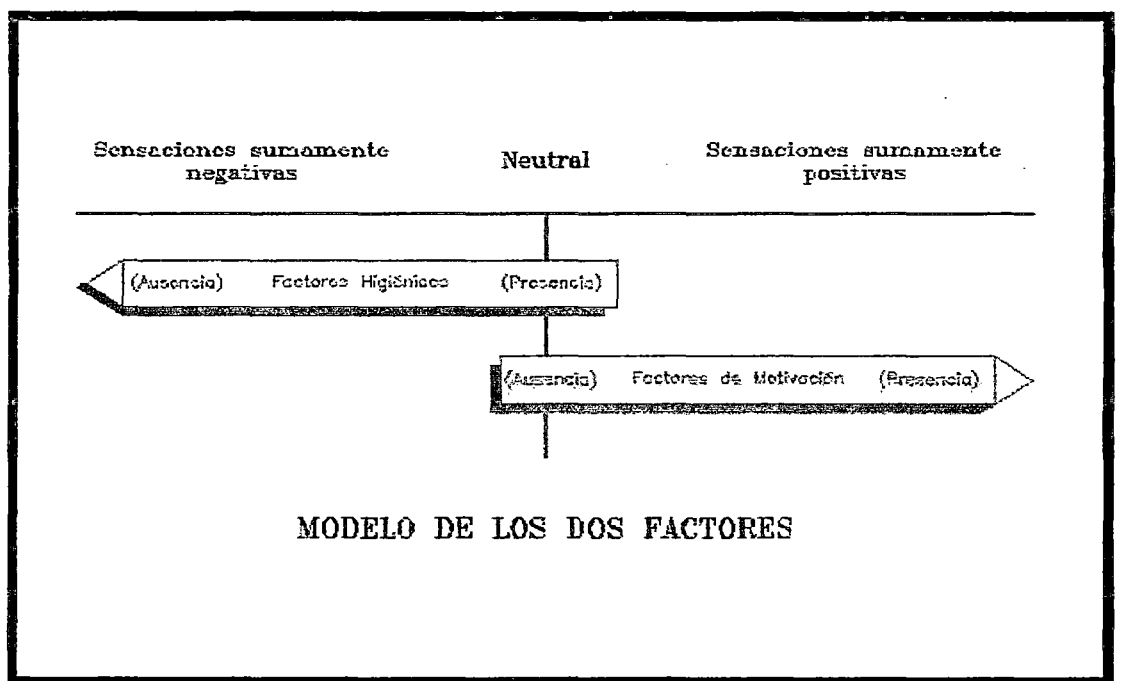 Sensaciones sumamente
negativas
Neutral
Sensaciones sumamente
positivas
(Ausencia) Factores Higiénicos (Presencia)
(Ausencia) Factores de Motivación (Presencia)
MODELO DE LOS DOS FACTORES